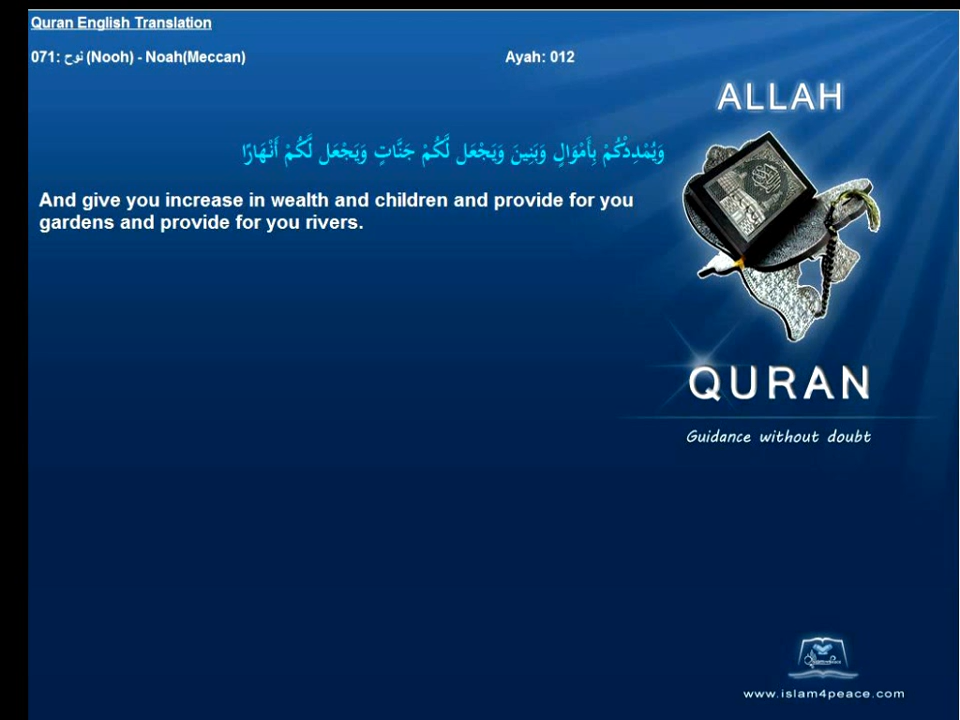 Quran English Translation
071: نوح (Nooh) - Noah(Meccan) Ayah: 012
ALLAH
وَيُمْدِدْكُمْ بِأَمْوَالٍ وَبَنِينَ وَيَجْعَل لَّكُمْ جَنَّاتٍ وَيَجْعَل لَّكُمْ أَنْهَارًا
And give you increase in wealth and children and provide for you
gardens and provide for you rivers.
QURAN
Guidance without doubt
www.islam4peace.com